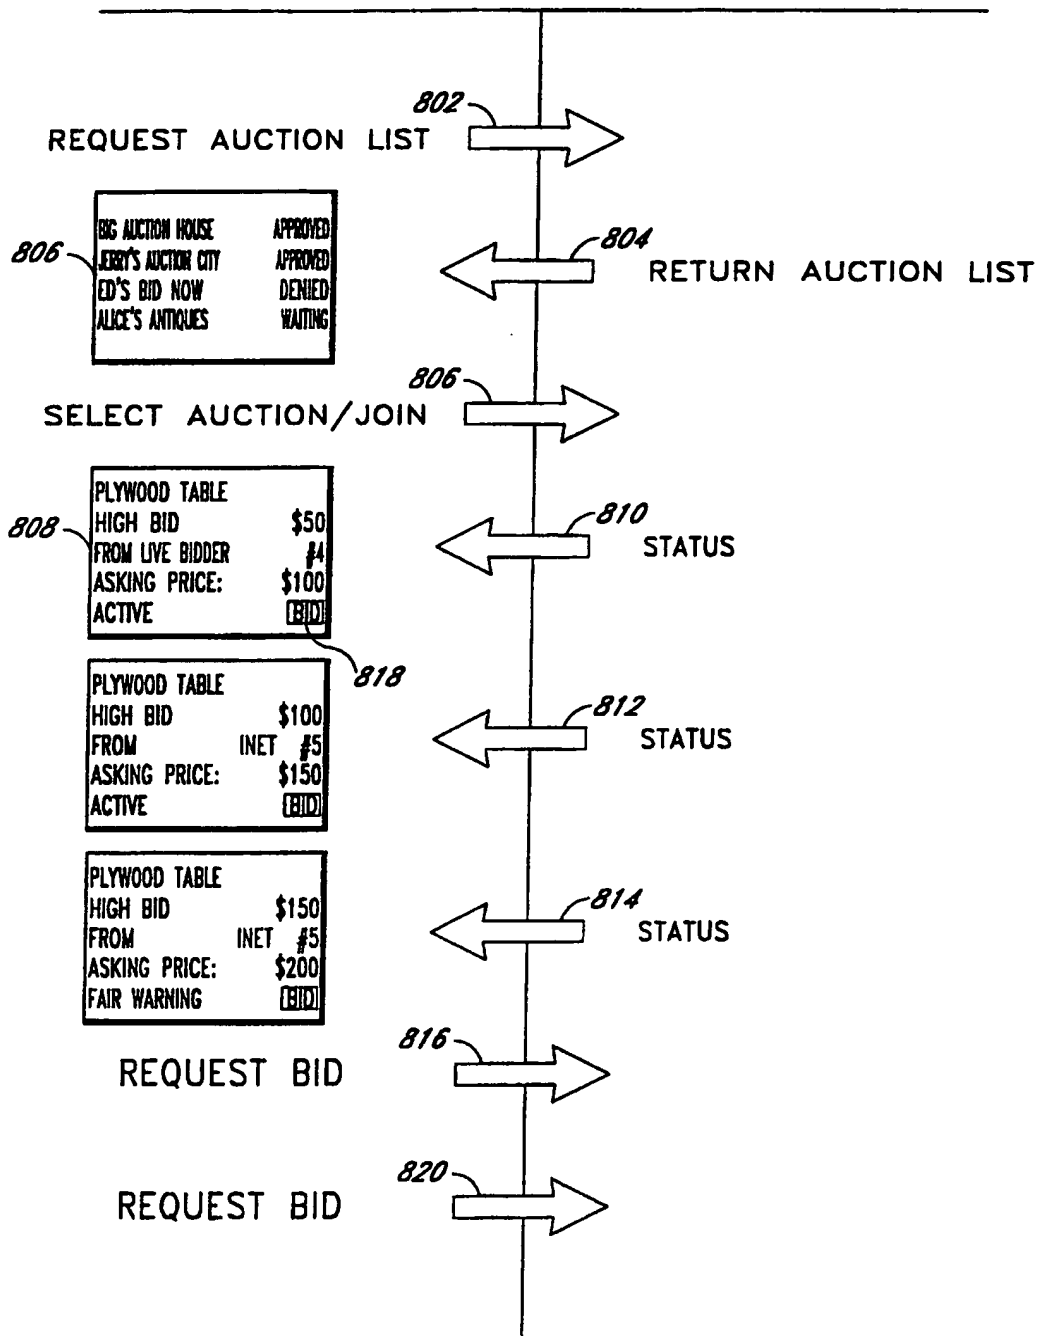 802
REQUEST AUCTION LIST
BIG AUCTION HOUSE APPROVED
JERRY'S AUCTION CITY APPROVED
ED'S BID NOW DENIED
ALICE'S ANTIQUES WAITING
806
804
RETURN AUCTION LIST
806
SELECT AUCTION/JOIN
PLYWOOD TABLE
HIGH BID $50
FROM LIVE BIDDER #4
ASKING PRICE: $100
ACTIVE BID
808
818
810
STATUS
PLYWOOD TABLE
HIGH BID $100
FROM INET #5
ASKING PRICE: $150
ACTIVE BID
812
STATUS
PLYWOOD TABLE
HIGH BID $150
FROM INET #5
ASKING PRICE: $200
FAIR WARNING BID
814
STATUS
816
REQUEST BID
820
REQUEST BID